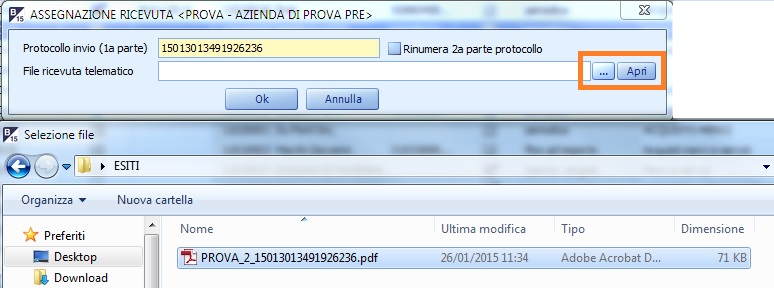 B 15 ASSEGNAZIONE RICEVUTA <PROVA - AZIENDA DI PROVA PRE>
Protocollo invio (1a parte) 15013013491926236 Rinumera 2a parte protocollo
File ricevuta telematico ... Apri
Ok Annulla
B 15 Selezione file
ESITI
Organizza Nuova cartella
Preferiti
Desktop
Download
Nome Ultima modifica Tipo Dimensione
PROVA_2_15013013491926236.pdf 26/01/2015 11:34 Adobe Acrobat D... 71 KB